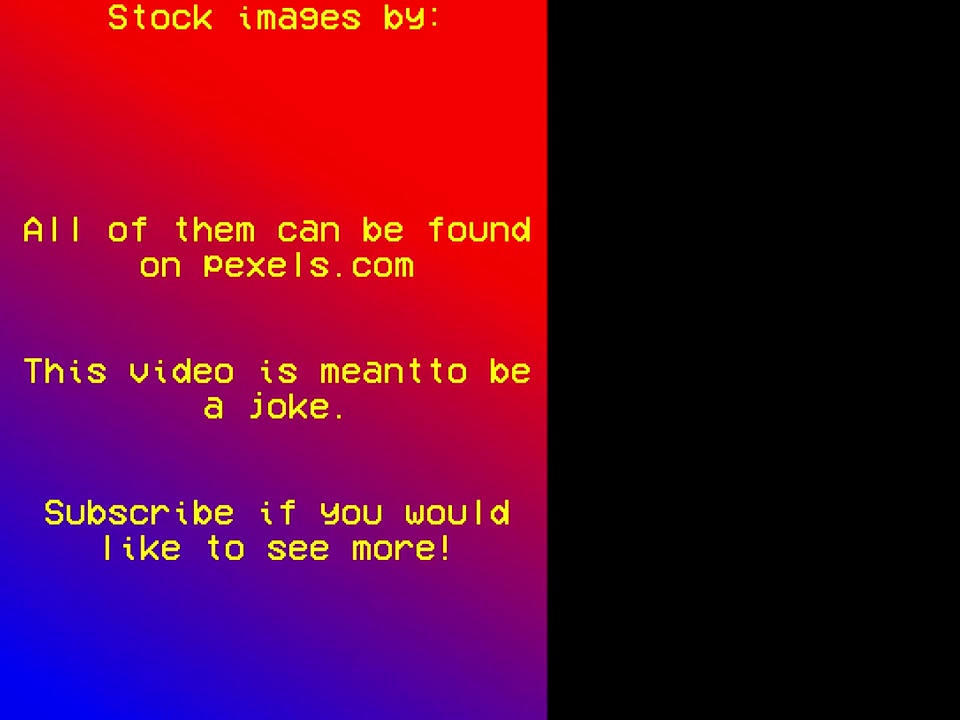 Stock images by:
All of them can be found
on pexels.com
This video is meantto be
a joke.
Subscribe if you would
like to see more!